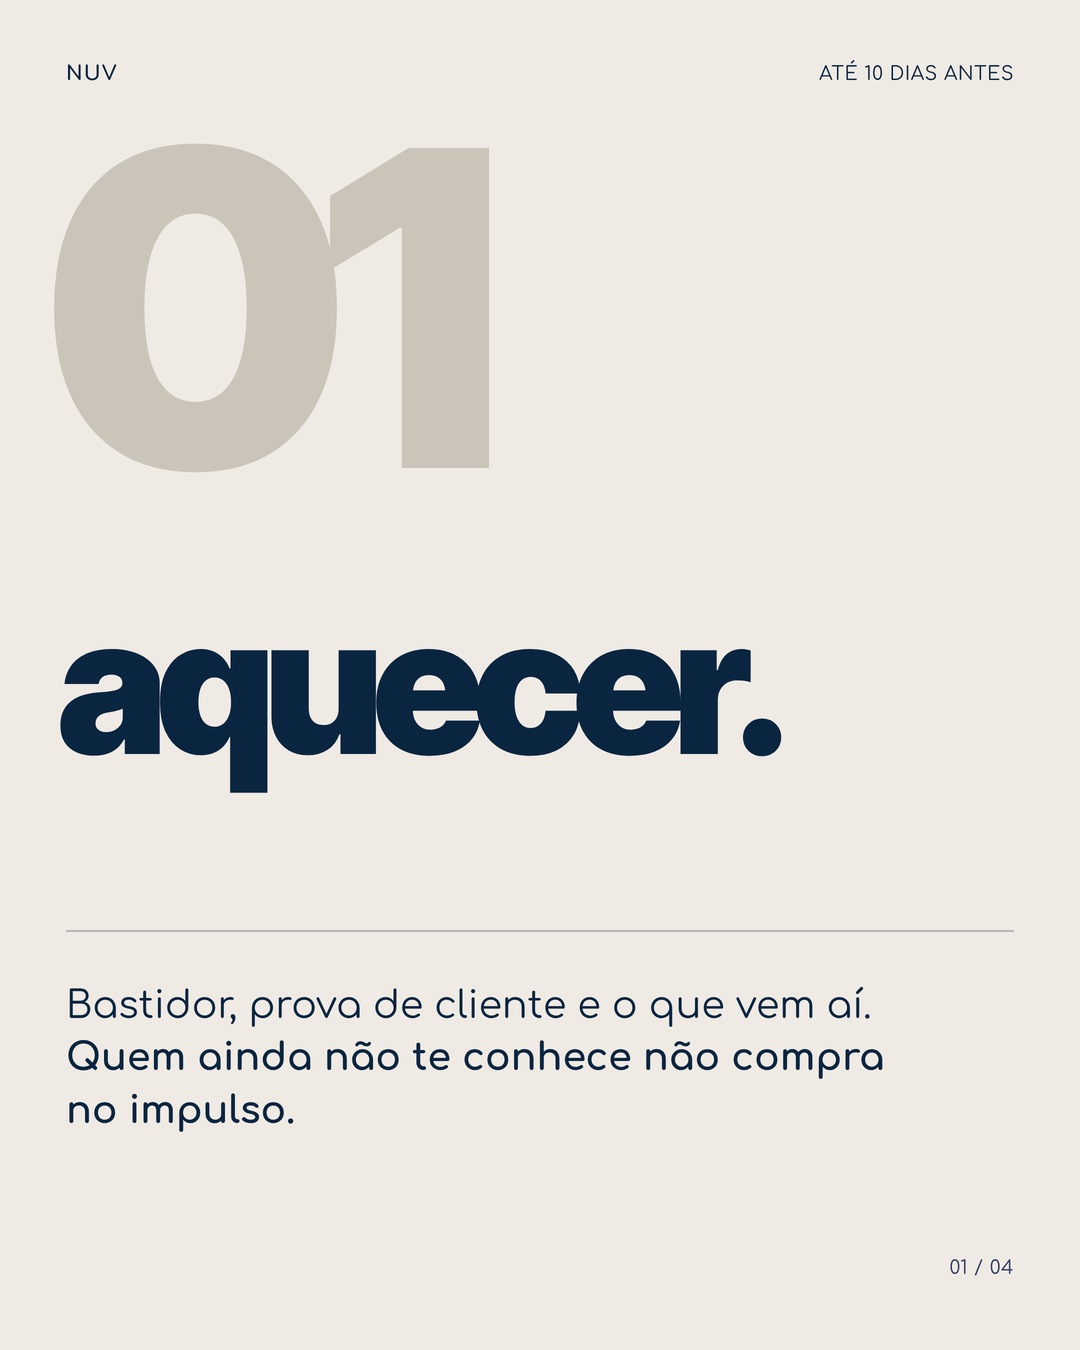 NUV
ATÉ 10 DIAS ANTES
01
aquecer.
Bastidor, prova de cliente e o que vem aí.
Quem ainda não te conhece não compra
no impulso.
01 / 04